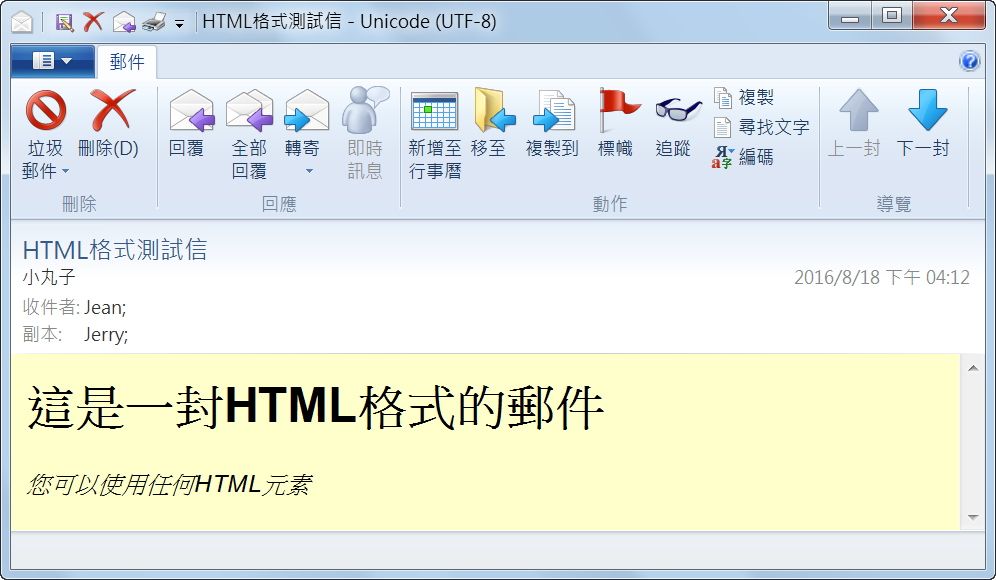 HTML格式測試信 - Unicode (UTF-8)
郵件
垃圾郵件 刪除(D) 回覆 全部回覆 轉寄 即時訊息 新增至行事曆 移至 複製到 標幟 追蹤 複製 尋找文字 編碼 上一封 下一封
刪除 回應 動作 導覽
HTML格式測試信
小丸子 2016/8/18 下午 04:12
收件者: Jean;
副本: Jerry;
這是一封HTML格式的郵件
您可以使用任何HTML元素